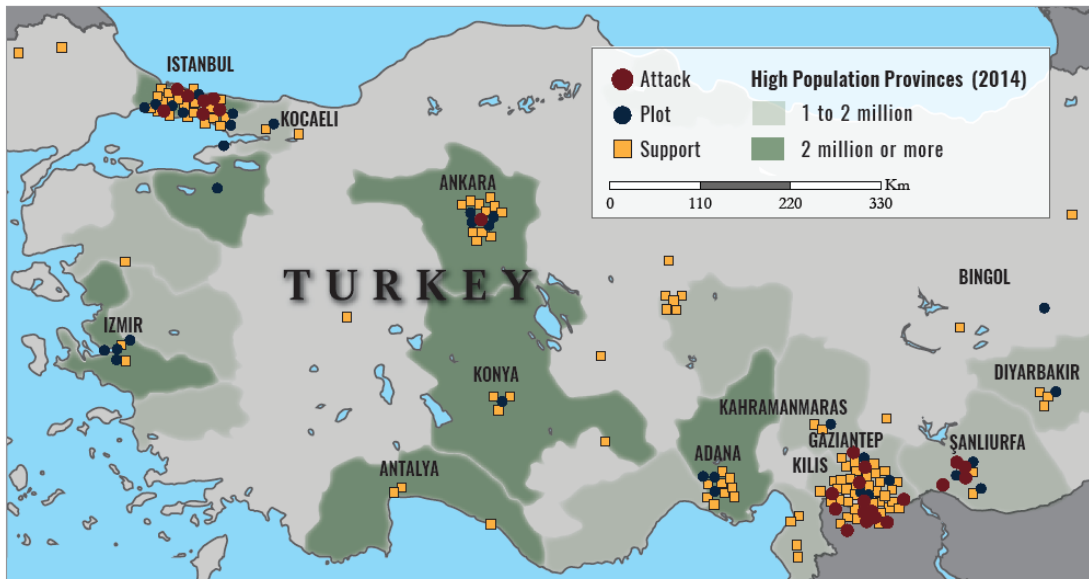 ISTANBUL
KOCAELI
Attack
Plot
Support
High Population Provinces (2014)
1 to 2 million
2 million or more
Km
0 110 220 330
ANKARA
TURKEY
BINGOL
IZMIR
KONYA
DIYARBAKIR
KAHRAMANMARAS
GAZIANTEP
ŞANLIURFA
ADANA
KILIS
ANTALYA